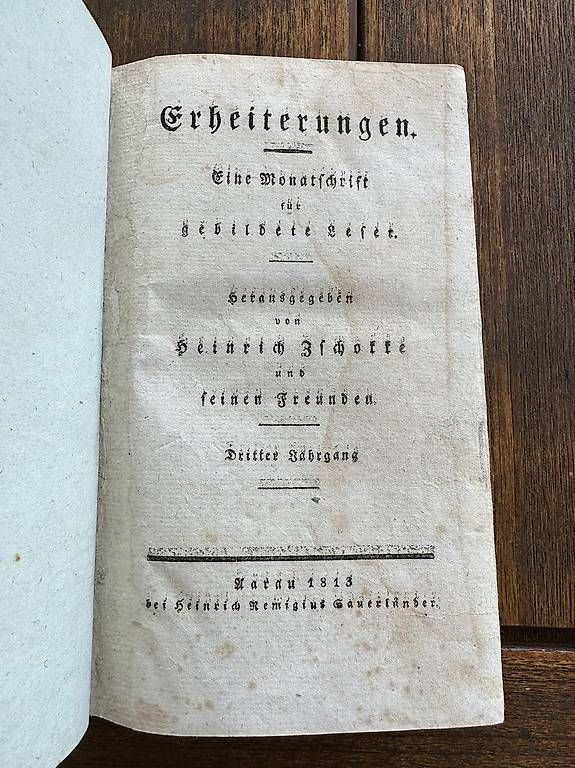 Erheiterungen.
Eine Monatschrift
für
gebildete Leser.
Herausgegeben
von
Heinrich Zschokke
und
seinen Freunden.
Dritter Jahrgang
Aarau 1813
bei Heinrich Remigius Sauerländer.